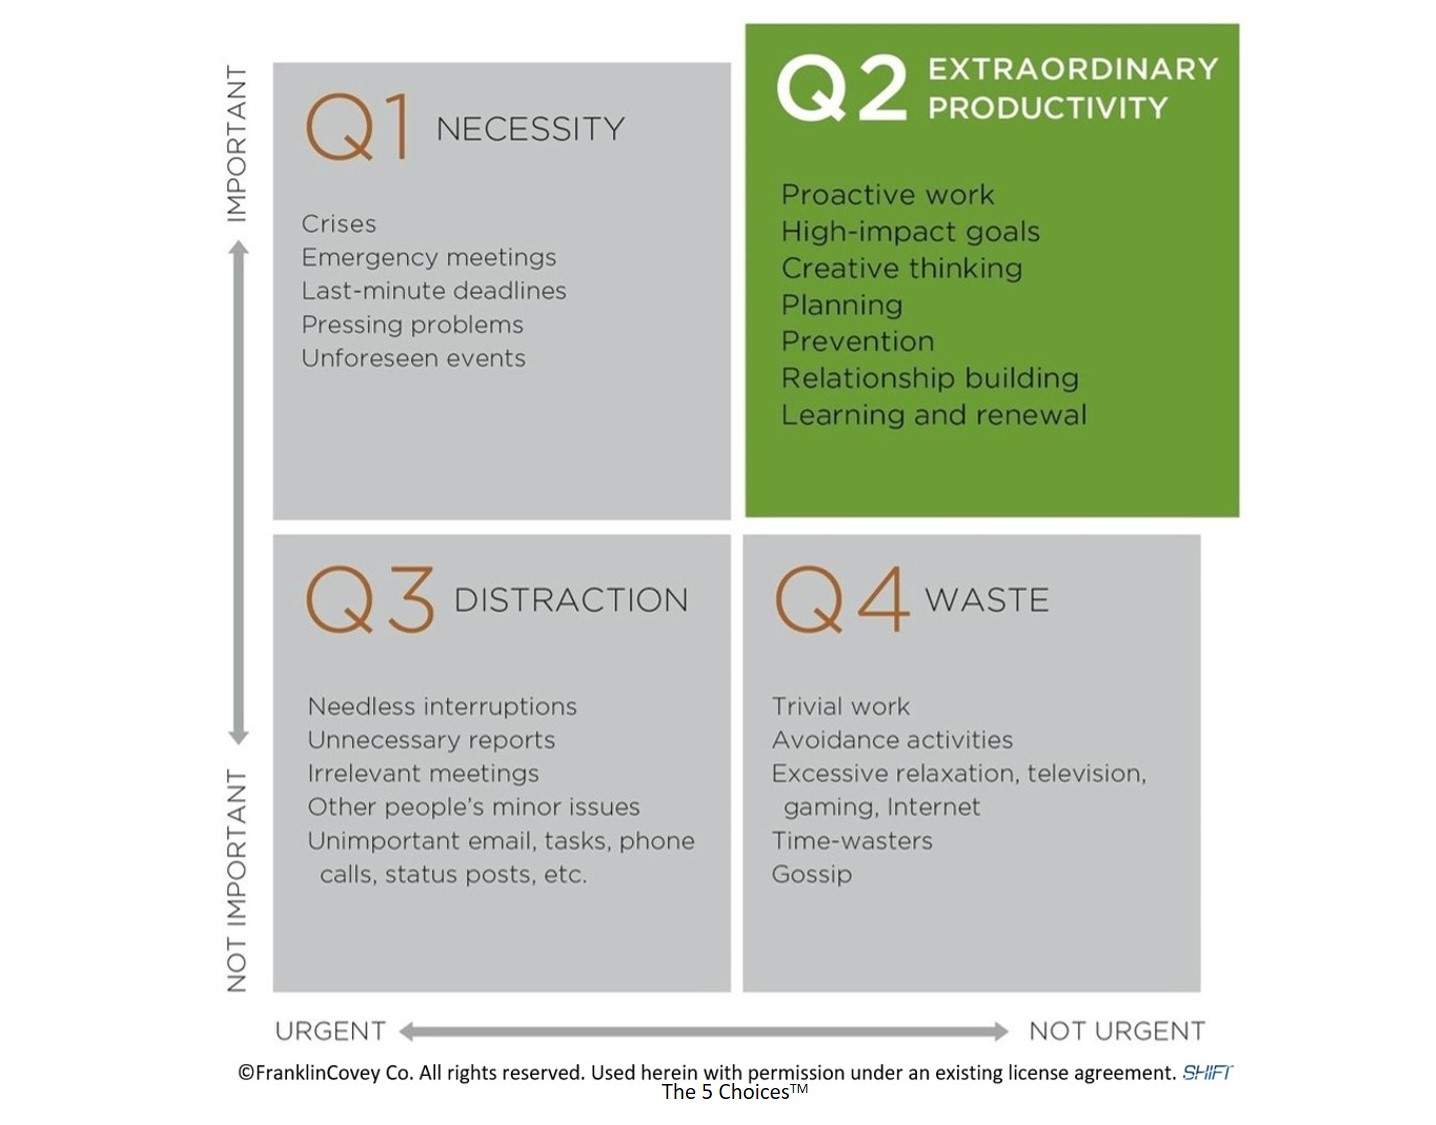 IMPORTANT
Q1 NECESSITY
Crises
Emergency meetings
Last-minute deadlines
Pressing problems
Unforeseen events
Q2 EXTRAORDINARY
PRODUCTIVITY
Proactive work
High-impact goals
Creative thinking
Planning
Prevention
Relationship building
Learning and renewal
NOT IMPORTANT
Q3 DISTRACTION
Needless interruptions
Unnecessary reports
Irrelevant meetings
Other people’s minor issues
Unimportant email, tasks, phone
calls, status posts, etc.
Q4 WASTE
Trivial work
Avoidance activities
Excessive relaxation, television,
gaming, Internet
Time-wasters
Gossip
URGENT
NOT URGENT
©FranklinCovey Co. All rights reserved. Used herein with permission under an existing license agreement. SHIFT
The 5 Choices™